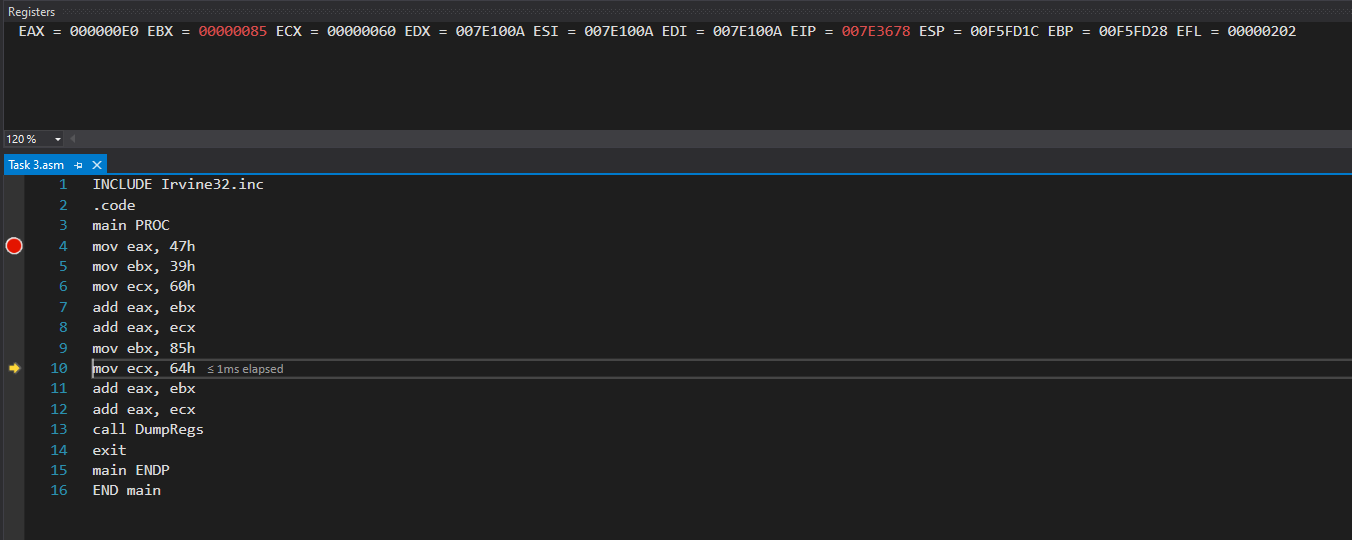 Registers
EAX = 000000E0 EBX = 00000085 ECX = 00000060 EDX = 007E100A ESI = 007E100A EDI = 007E100A EIP = 007E3678 ESP = 00F5FD1C EBP = 00F5FD28 EFL = 00000202
120 %
Task 3.asm
1 INCLUDE Irvine32.inc
2 .code
3 main PROC
4 mov eax, 47h
5 mov ebx, 39h
6 mov ecx, 60h
7 add eax, ebx
8 add eax, ecx
9 mov ebx, 85h
10 mov ecx, 64h ≤ 1ms elapsed
11 add eax, ebx
12 add eax, ecx
13 call DumpRegs
14 exit
15 main ENDP
16 END main